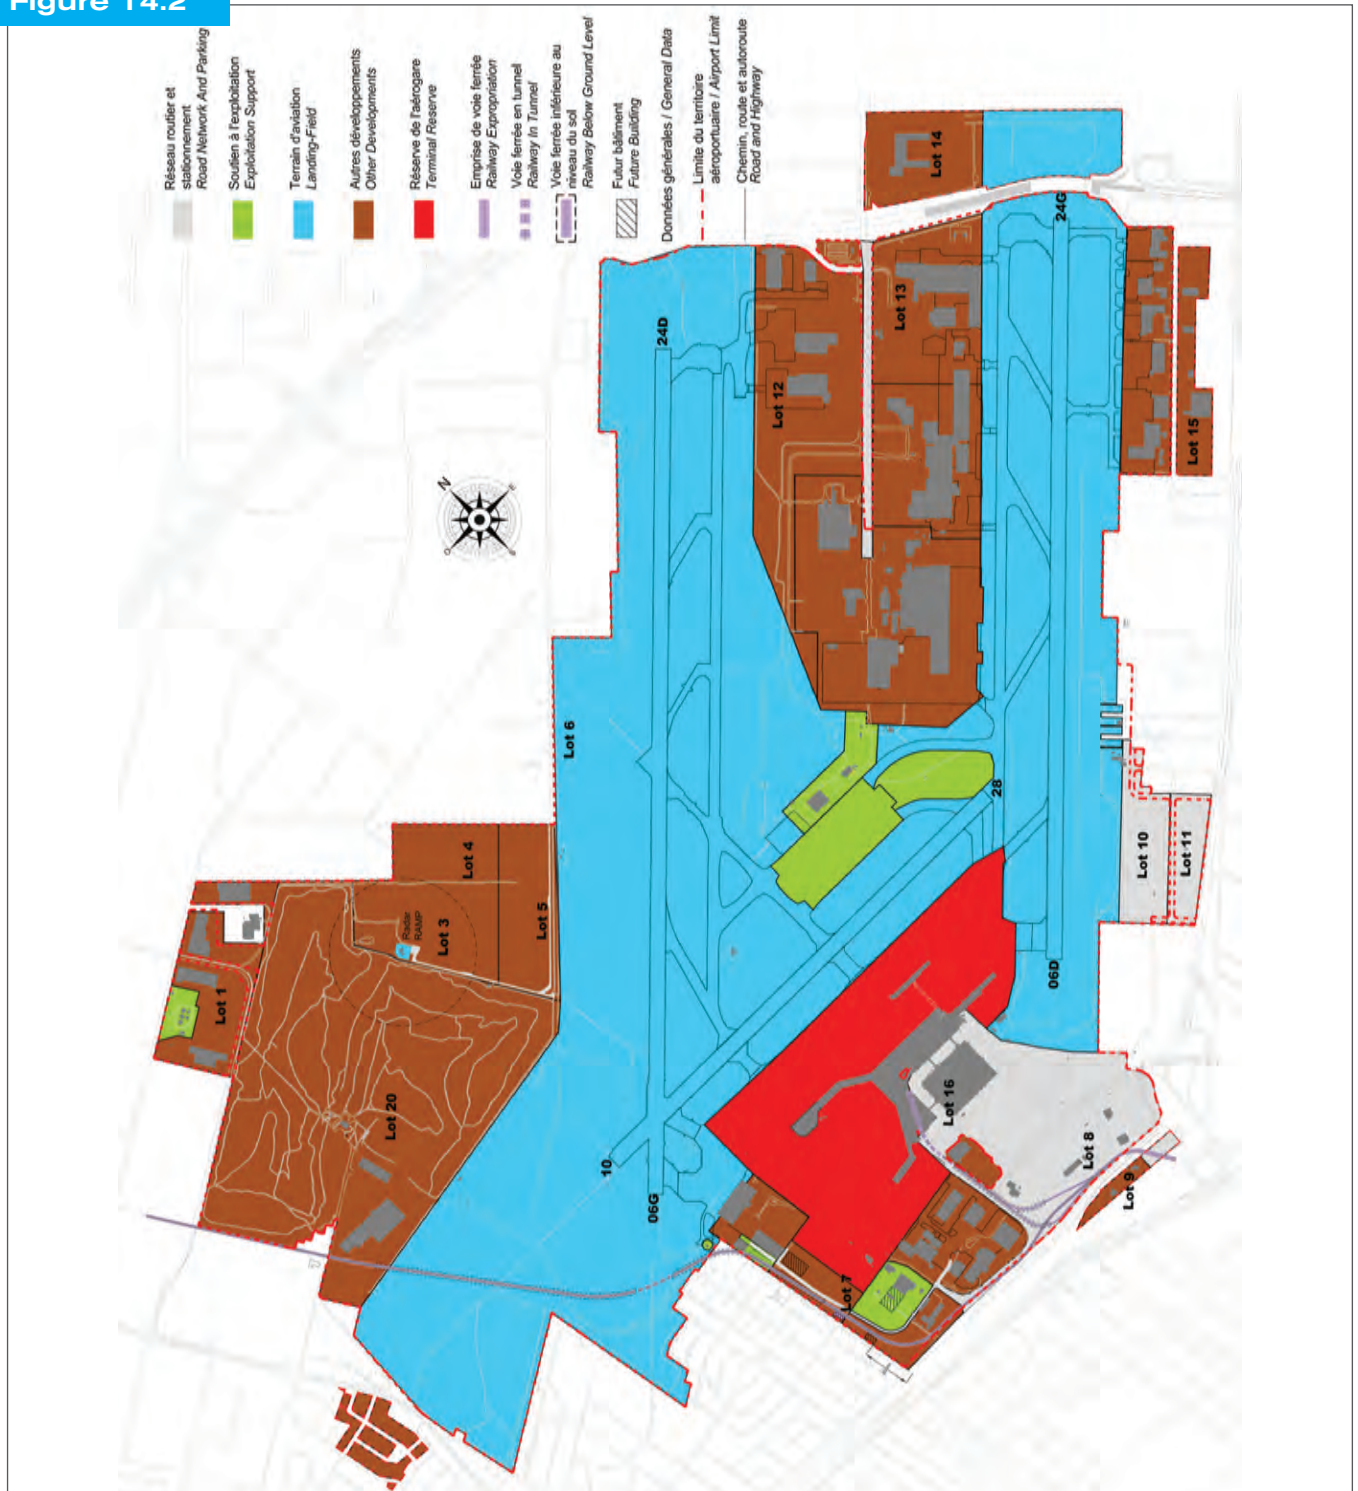 Figure 14.2
Réseau routier et
stationnement
Road Network And Parking
Soutien à l'exploitation
Exploitation Support
Terrain d'aviation
Landing-Field
Autres développements
Other Developments
Réserve de l'aérogare
Terminal Reserve
Emprise de voie ferrée
Railway Expropriation
Voie ferrée en tunnel
Railway In Tunnel
Voie ferrée inférieure au
niveau du sol
Railway Below Ground Level
Futur bâtiment
Future Building
Données générales / General Data
Limite du territoire
aéroportuaire / Airport Limit
Chemin, route et autoroute
Road and Highway
N
E
S
O
Lot 14
24G
Lot 13
24D
Lot 12
Lot 15
Lot 6
28
Lot 4
Lot 10
Lot 11
Lot 5
Radar
RAMP
Lot 3
06D
Lot 1
Lot 16
Lot 20
Lot 8
10
Lot 9
06G
Lot 7